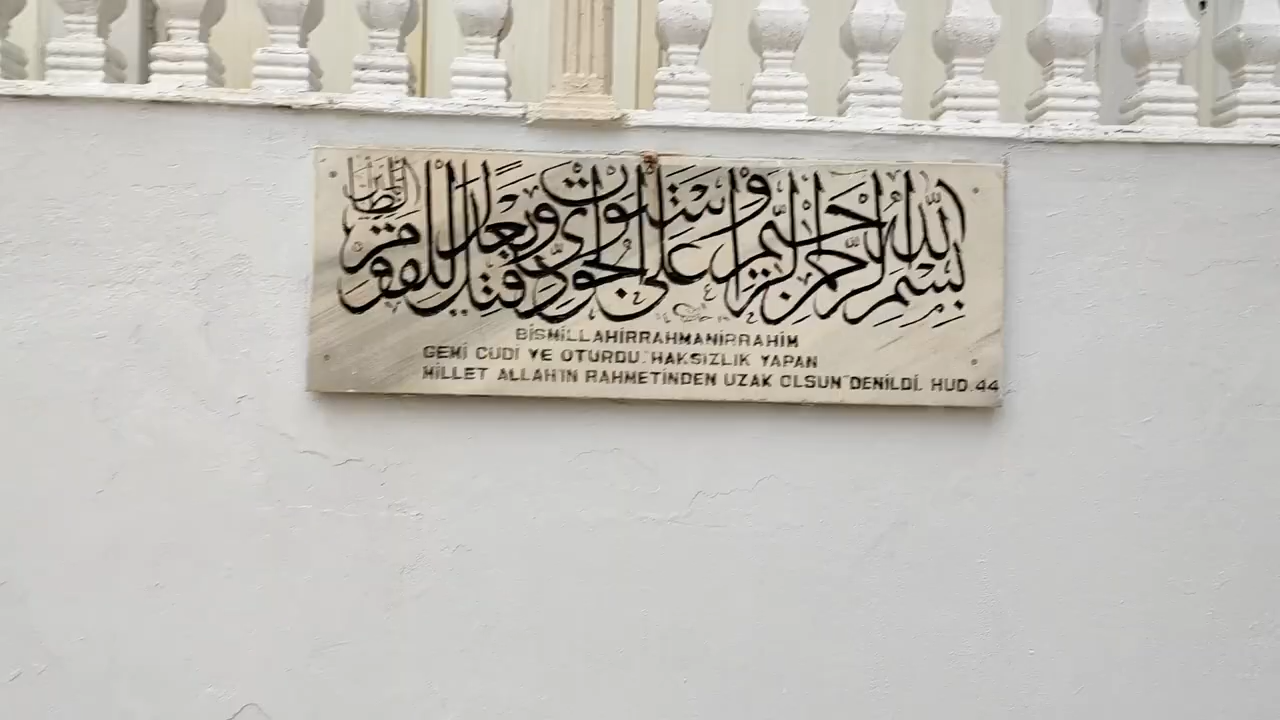 بسم الله الرحمن الرحيم واستوت على الجودي وقيل بعدا للقوم الظالمين
BİSMİLLAHİRRAHMANİRRAHİM
GEMİ CUDİ YE OTURDU."HAKSIZLIK YAPAN
MİLLET ALLAH'IN RAHMETİNDEN UZAK OLSUN"DENİLDİ. HUD.44